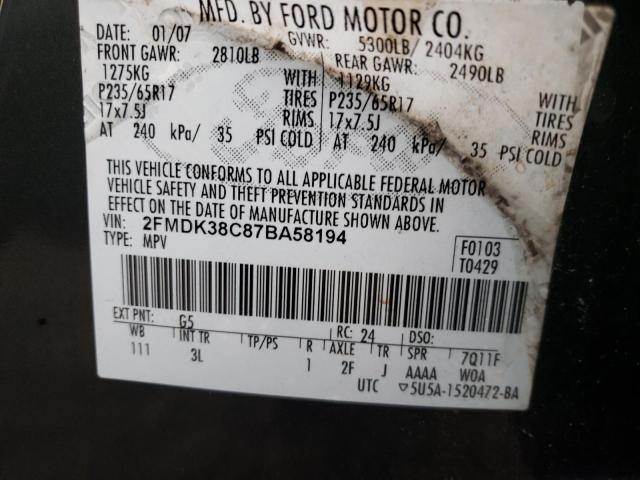 MFD. BY FORD MOTOR CO.
DATE: 01/07 GVWR: 5300LB/ 2404KG
FRONT GAWR: 2810LB REAR GAWR: 2490LB
1275KG WITH 1129KG WITH
P235/65R17 TIRES P235/65R17 TIRES
17x7.5J RIMS 17x7.5J RIMS
AT 240 kPa/ 35 PSI COLD AT 240 kPa/ 35 PSI COLD
THIS VEHICLE CONFORMS TO ALL APPLICABLE FEDERAL MOTOR
VEHICLE SAFETY AND THEFT PREVENTION STANDARDS IN
EFFECT ON THE DATE OF MANUFACTURE SHOWN ABOVE.
VIN: 2FMDK38C87BA58194
TYPE: MPV F0103
T0429
EXT PNT: G5 RC: 24 DSO:
WB INT TR TP/PS R AXLE TR SPR 7Q11F
111 3L 1 2F J AAAA WOA
UTC ▽5U5A-1520472-BA